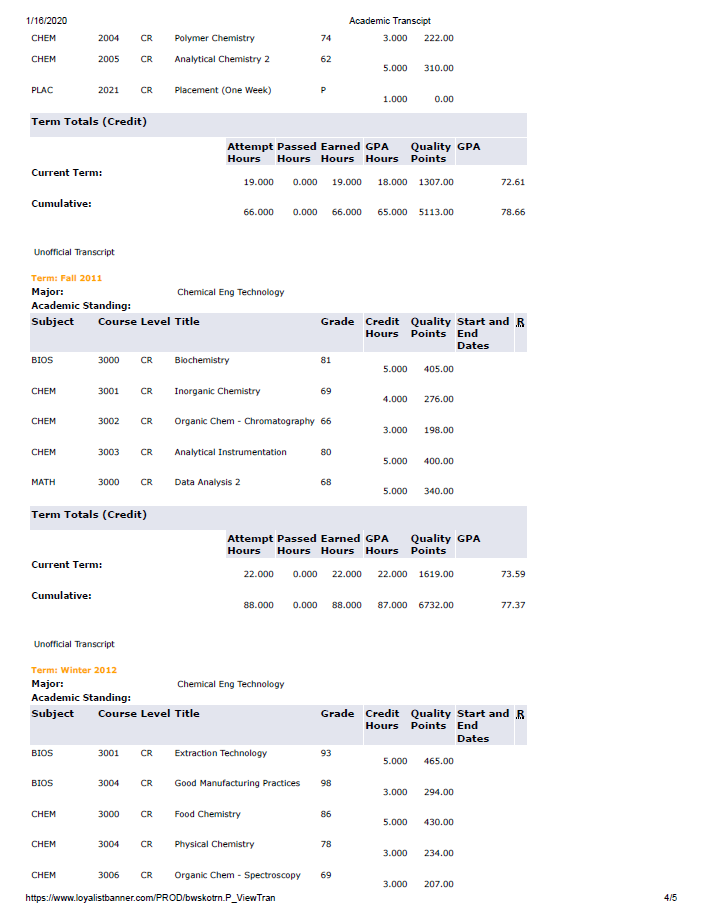 1/16/2020 Academic Transcipt
CHEM 2004 CR Polymer Chemistry 74 3.000 222.00
CHEM 2005 CR Analytical Chemistry 2 62 5.000 310.00
PLAC 2021 CR Placement (One Week) P 1.000 0.00
Term Totals (Credit)
Attempt Passed Earned GPA Quality GPA
Hours Hours Hours Hours Points
Current Term: 19.000 0.000 19.000 18.000 1307.00 72.61
Cumulative: 66.000 0.000 66.000 65.000 5113.00 78.66
Unofficial Transcript
Term: Fall 2011
Major: Chemical Eng Technology
Academic Standing:
Subject Course Level Title Grade Credit Quality Start and R
Hours Points End
Dates
BIOS 3000 CR Biochemistry 81 5.000 405.00
CHEM 3001 CR Inorganic Chemistry 69 4.000 276.00
CHEM 3002 CR Organic Chem - Chromatography 66 3.000 198.00
CHEM 3003 CR Analytical Instrumentation 80 5.000 400.00
MATH 3000 CR Data Analysis 2 68 5.000 340.00
Term Totals (Credit)
Attempt Passed Earned GPA Quality GPA
Hours Hours Hours Hours Points
Current Term: 22.000 0.000 22.000 22.000 1619.00 73.59
Cumulative: 88.000 0.000 88.000 87.000 6732.00 77.37
Unofficial Transcript
Term: Winter 2012
Major: Chemical Eng Technology
Academic Standing:
Subject Course Level Title Grade Credit Quality Start and R
Hours Points End
Dates
BIOS 3001 CR Extraction Technology 93 5.000 465.00
BIOS 3004 CR Good Manufacturing Practices 98 3.000 294.00
CHEM 3000 CR Food Chemistry 86 5.000 430.00
CHEM 3004 CR Physical Chemistry 78 3.000 234.00
CHEM 3006 CR Organic Chem - Spectroscopy 69 3.000 207.00
https://www.loyalistbanner.com/PROD/bwskotrn.P_ViewTran 4/5